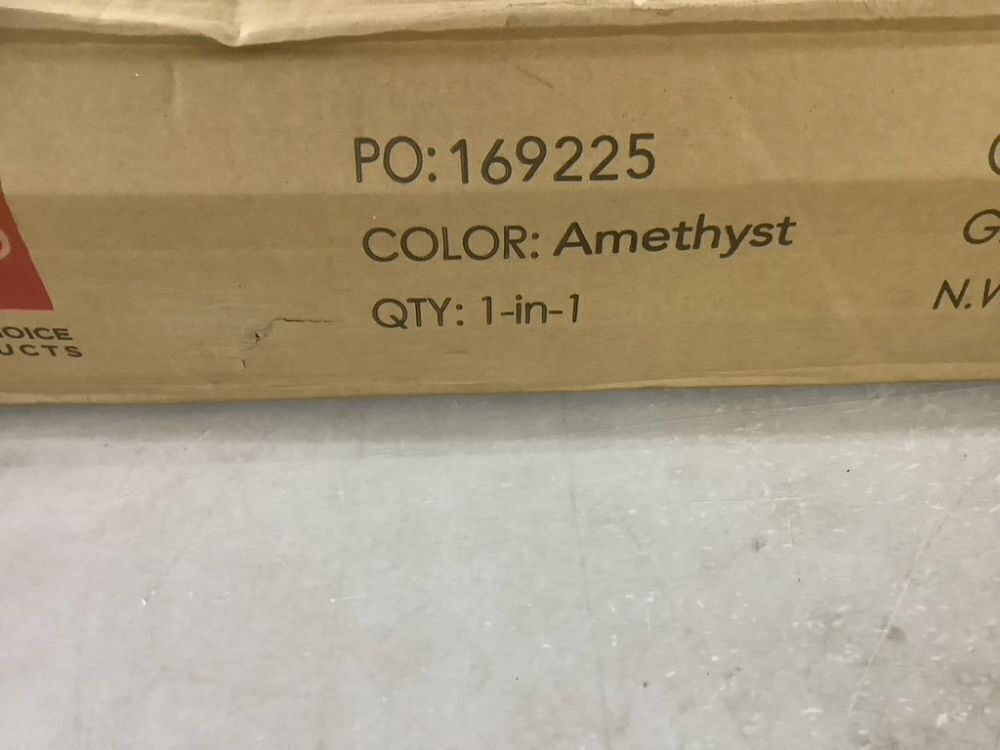 PO: 169225
COLOR: Amethyst
QTY: 1-in-1
OICE
UCTS
G
N.